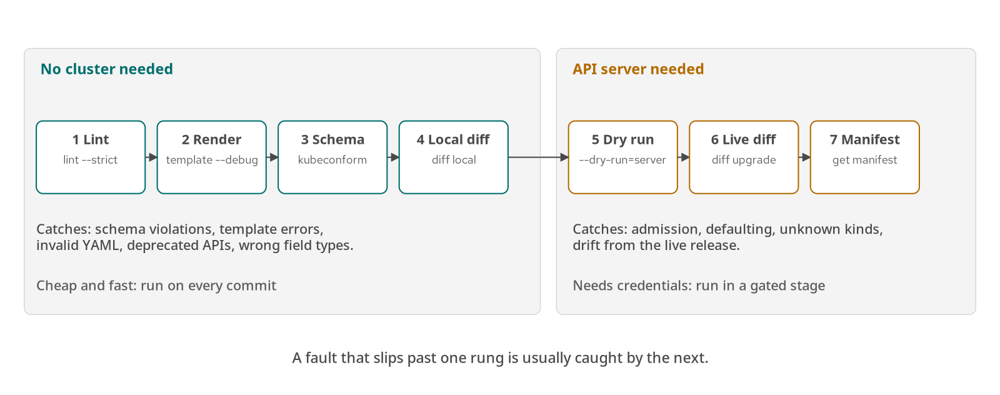 No cluster needed
1 Lint
lint --strict
2 Render
template --debug
3 Schema
kubeconform
4 Local diff
diff local
Catches: schema violations, template errors,
invalid YAML, deprecated APIs, wrong field types.
Cheap and fast: run on every commit
API server needed
5 Dry run
--dry-run=server
6 Live diff
diff upgrade
7 Manifest
get manifest
Catches: admission, defaulting, unknown kinds,
drift from the live release.
Needs credentials: run in a gated stage
A fault that slips past one rung is usually caught by the next.